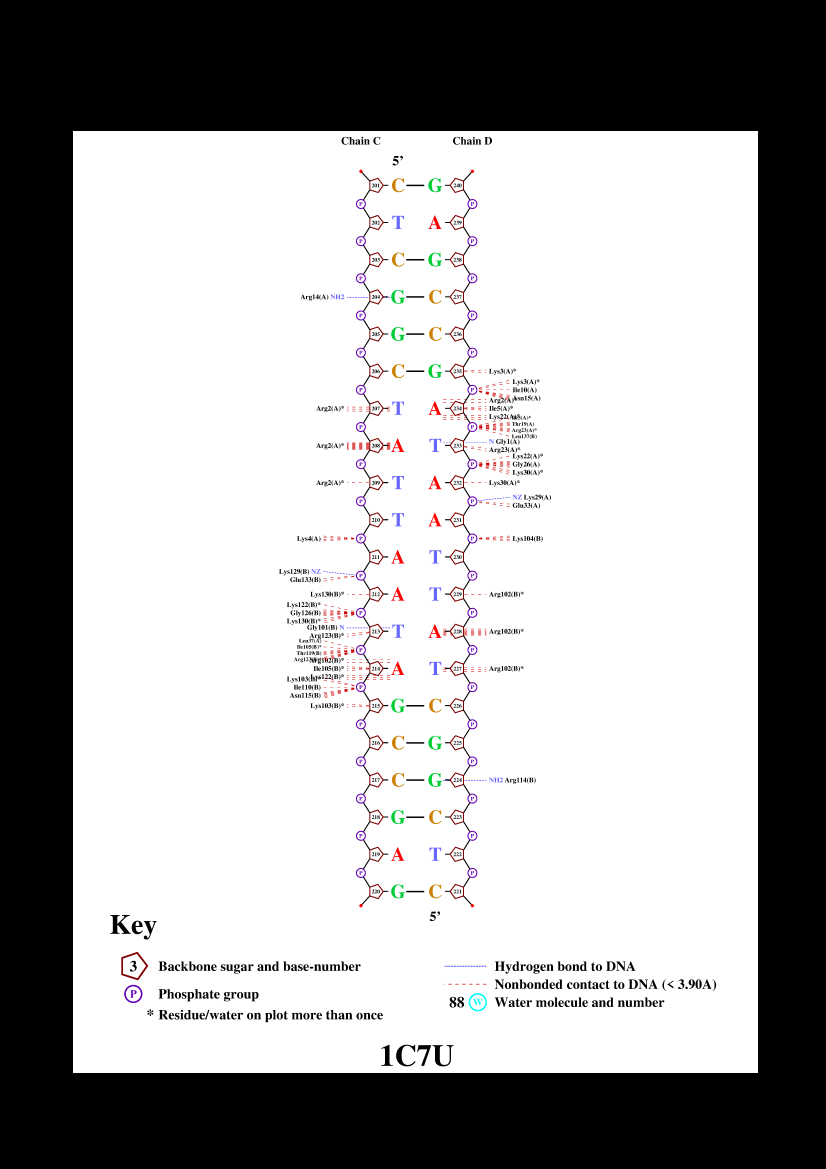 Chain C Chain D
5’
201 C G 240
P P
202 T A 239
P P
203 C G 238
P P
Arg14(A) NH2 204 G C 237
P P
205 G C 236
P P
206 C G 235 Lys3(A)*
Lys3(A)*
P P Ile10(A)
Asn15(A)
Arg2(A)*
Arg2(A)* 207 T A 234 Ile5(A)*
Lys22(A)*
Thr19(A)
P P Arg23(A)*
Leu137(B)
N Gly1(A)
Arg2(A)* 208 A T 233
Arg23(A)*
Lys22(A)*
P P Gly26(A)
Lys30(A)*
Arg2(A)* 209 T A 232 Lys30(A)*
NZ Lys29(A)
P P
Glu33(A)
210 T A 231
Lys4(A) P P Lys104(B)
211 A T 230
Lys129(B) NZ
P P
Glu133(B)
Lys130(B)* 212 A T 229 Arg102(B)*
Lys122(B)*
Gly126(B) P P
Lys130(B)*
Gly101(B) N
213 T A 228 Arg102(B)*
Arg123(B)*
Leu37(A)
Ile105(B)*
Thr119(B) P P
Arg123(B)*
Arg102(B)*
Ile105(B)* 214 A T 227 Arg102(B)*
Lys122(B)*
Lys103(B)*
Ile110(B) P P
Asn115(B)
Lys103(B)* 215 G C 226
P P
216 C G 225
P P
217 C G 224 NH2 Arg114(B)
P P
218 G C 223
P P
219 A T 222
P P
220 G C 221
5’
Key
3 Backbone sugar and base-number
P Phosphate group
* Residue/water on plot more than once
Hydrogen bond to DNA
Nonbonded contact to DNA (< 3.90A)
88 W Water molecule and number
1C7U